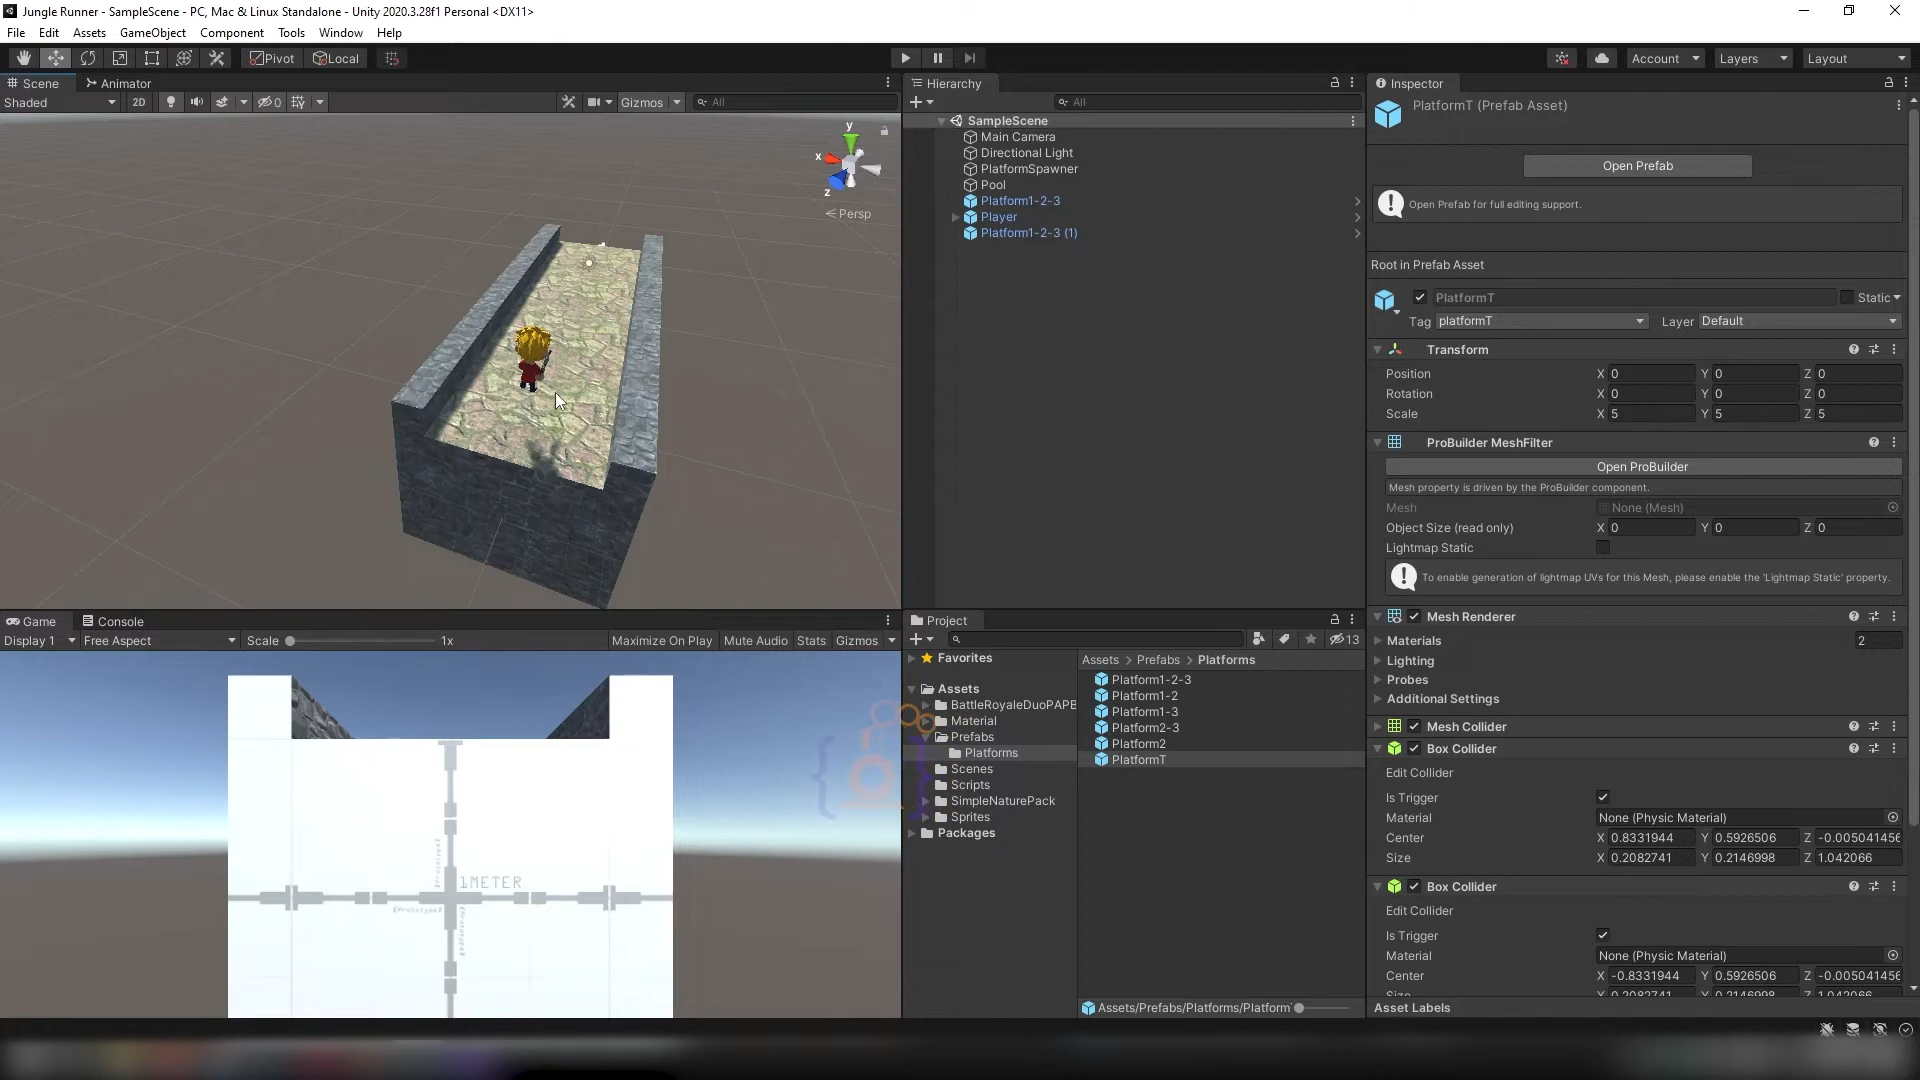 Jungle Runner - SampleScene - PC, Mac & Linux Standalone - Unity 2020.3.28f1 Personal <DX11>
File Edit Assets GameObject Component Tools Window Help
Pivot Local Account Layers Layout
Scene Animator
Shaded 2D 0 Gizmos All
y
x
z
Persp
Hierarchy
All
SampleScene
Main Camera
Directional Light
PlatformSpawner
Pool
Platform1-2-3
Player
Platform1-2-3 (1)
Game Console
Display 1 Free Aspect Scale 1x Maximize On Play Mute Audio Stats Gizmos
1METER
Project
13
Favorites
Assets
BattleRoyaleDuoPAPB
Material
Prefabs
Platforms
Scenes
Scripts
SimpleNaturePack
Sprites
Packages
Assets > Prefabs > Platforms
Platform1-2-3
Platform1-2
Platform1-3
Platform2-3
Platform2
PlatformT
Assets/Prefabs/Platforms/Platform
Inspector
PlatformT (Prefab Asset)
Open Prefab
Open Prefab for full editing support.
Root in Prefab Asset
PlatformT Static
Tag platformT Layer Default
Transform
Position X 0 Y 0 Z 0
Rotation X 0 Y 0 Z 0
Scale X 5 Y 5 Z 5
ProBuilder MeshFilter
Open ProBuilder
Mesh property is driven by the ProBuilder component.
Mesh None (Mesh)
Object Size (read only) X 0 Y 0 Z 0
Lightmap Static
To enable generation of lightmap UVs for this Mesh, please enable the 'Lightmap Static' property.
Mesh Renderer
Materials 2
Lighting
Probes
Additional Settings
Mesh Collider
Box Collider
Edit Collider
Is Trigger
Material None (Physic Material)
Center X 0.8331944 Y 0.5926506 Z -0.005041456
Size X 0.2082741 Y 0.2146998 Z 1.042066
Box Collider
Edit Collider
Is Trigger
Material None (Physic Material)
Center X -0.8331944 Y 0.5926506 Z -0.005041456
Size X 0.2082741 Y 0.2146998 Z 1.042066
Asset Labels